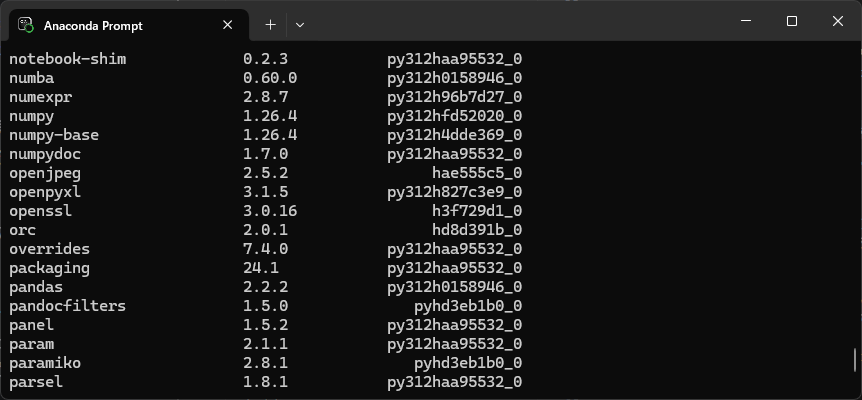 Anaconda Prompt
notebook-shim 0.2.3 py312haa95532_0
numba 0.60.0 py312h0158946_0
numexpr 2.8.7 py312h96b7d27_0
numpy 1.26.4 py312hfd52020_0
numpy-base 1.26.4 py312h4dde369_0
numpydoc 1.7.0 py312haa95532_0
openjpeg 2.5.2 hae555c5_0
openpyxl 3.1.5 py312h827c3e9_0
openssl 3.0.16 h3f729d1_0
orc 2.0.1 hd8d391b_0
overrides 7.4.0 py312haa95532_0
packaging 24.1 py312haa95532_0
pandas 2.2.2 py312h0158946_0
pandocfilters 1.5.0 pyhd3eb1b0_0
panel 1.5.2 py312haa95532_0
param 2.1.1 py312haa95532_0
paramiko 2.8.1 pyhd3eb1b0_0
parsel 1.8.1 py312haa95532_0